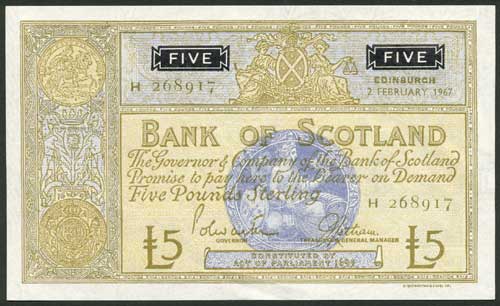 FIVE FIVE
EDINBURGH
H 268917 2 FEBRUARY 1967
BANK OF SCOTLAND
The Governor & Company of the Bank of Scotland
Promise to pay here to the Bearer on Demand
Five Pounds Sterling
H 268917
GOVERNOR TREASURER & GENERAL MANAGER
£5 £5
CONSTITUTED BY
ACT OF PARLIAMENT 1695